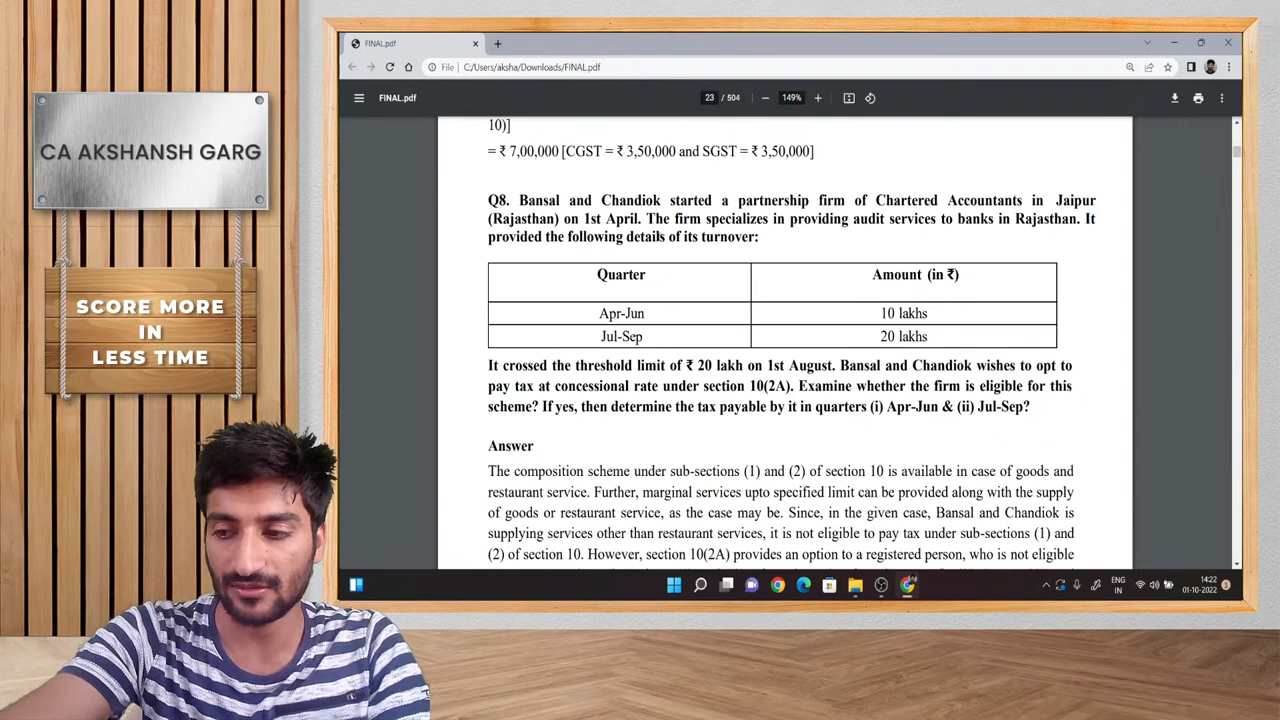 CA AKSHANSH GARG
SCORE MORE
IN
LESS TIME
FINAL.pdf
File
C:/Users/aksha/Downloads/FINAL.pdf
FINAL.pdf
23 / 504
149%
10)]
= ₹ 7,00,000 [CGST = ₹ 3,50,000 and SGST = ₹ 3,50,000]
Q8. Bansal and Chandiok started a partnership firm of Chartered Accountants in Jaipur
(Rajasthan) on 1st April. The firm specializes in providing audit services to banks in Rajasthan. It
provided the following details of its turnover:
Quarter Amount (in ₹)
Apr-Jun 10 lakhs
Jul-Sep 20 lakhs
It crossed the threshold limit of ₹ 20 lakh on 1st August. Bansal and Chandiok wishes to opt to
pay tax at concessional rate under section 10(2A). Examine whether the firm is eligible for this
scheme? If yes, then determine the tax payable by it in quarters (i) Apr-Jun & (ii) Jul-Sep?
Answer
The composition scheme under sub-sections (1) and (2) of section 10 is available in case of goods and
restaurant service. Further, marginal services upto specified limit can be provided along with the supply
of goods or restaurant service, as the case may be. Since, in the given case, Bansal and Chandiok is
supplying services other than restaurant services, it is not eligible to pay tax under sub-sections (1) and
(2) of section 10. However, section 10(2A) provides an option to a registered person, who is not eligible
ENG
IN
14:22
01-10-2022